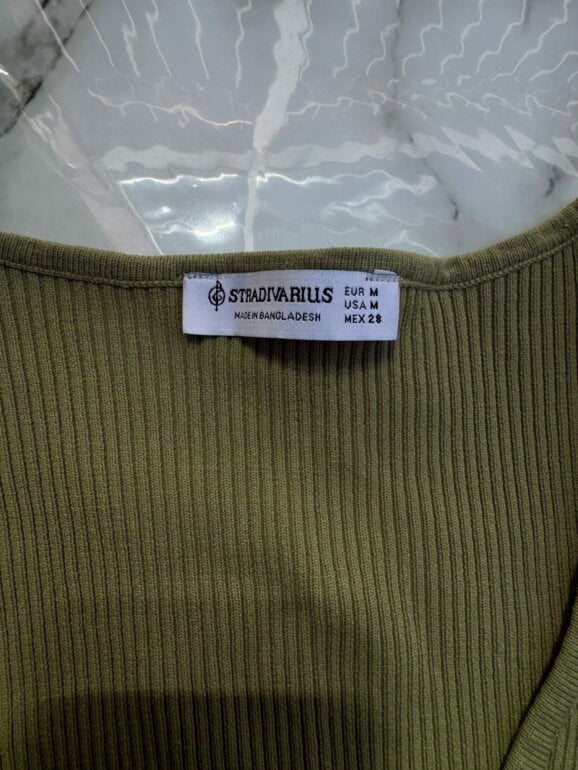 STRADIVARIUS
MADE IN BANGLADESH
EUR M
USA M
MEX 28